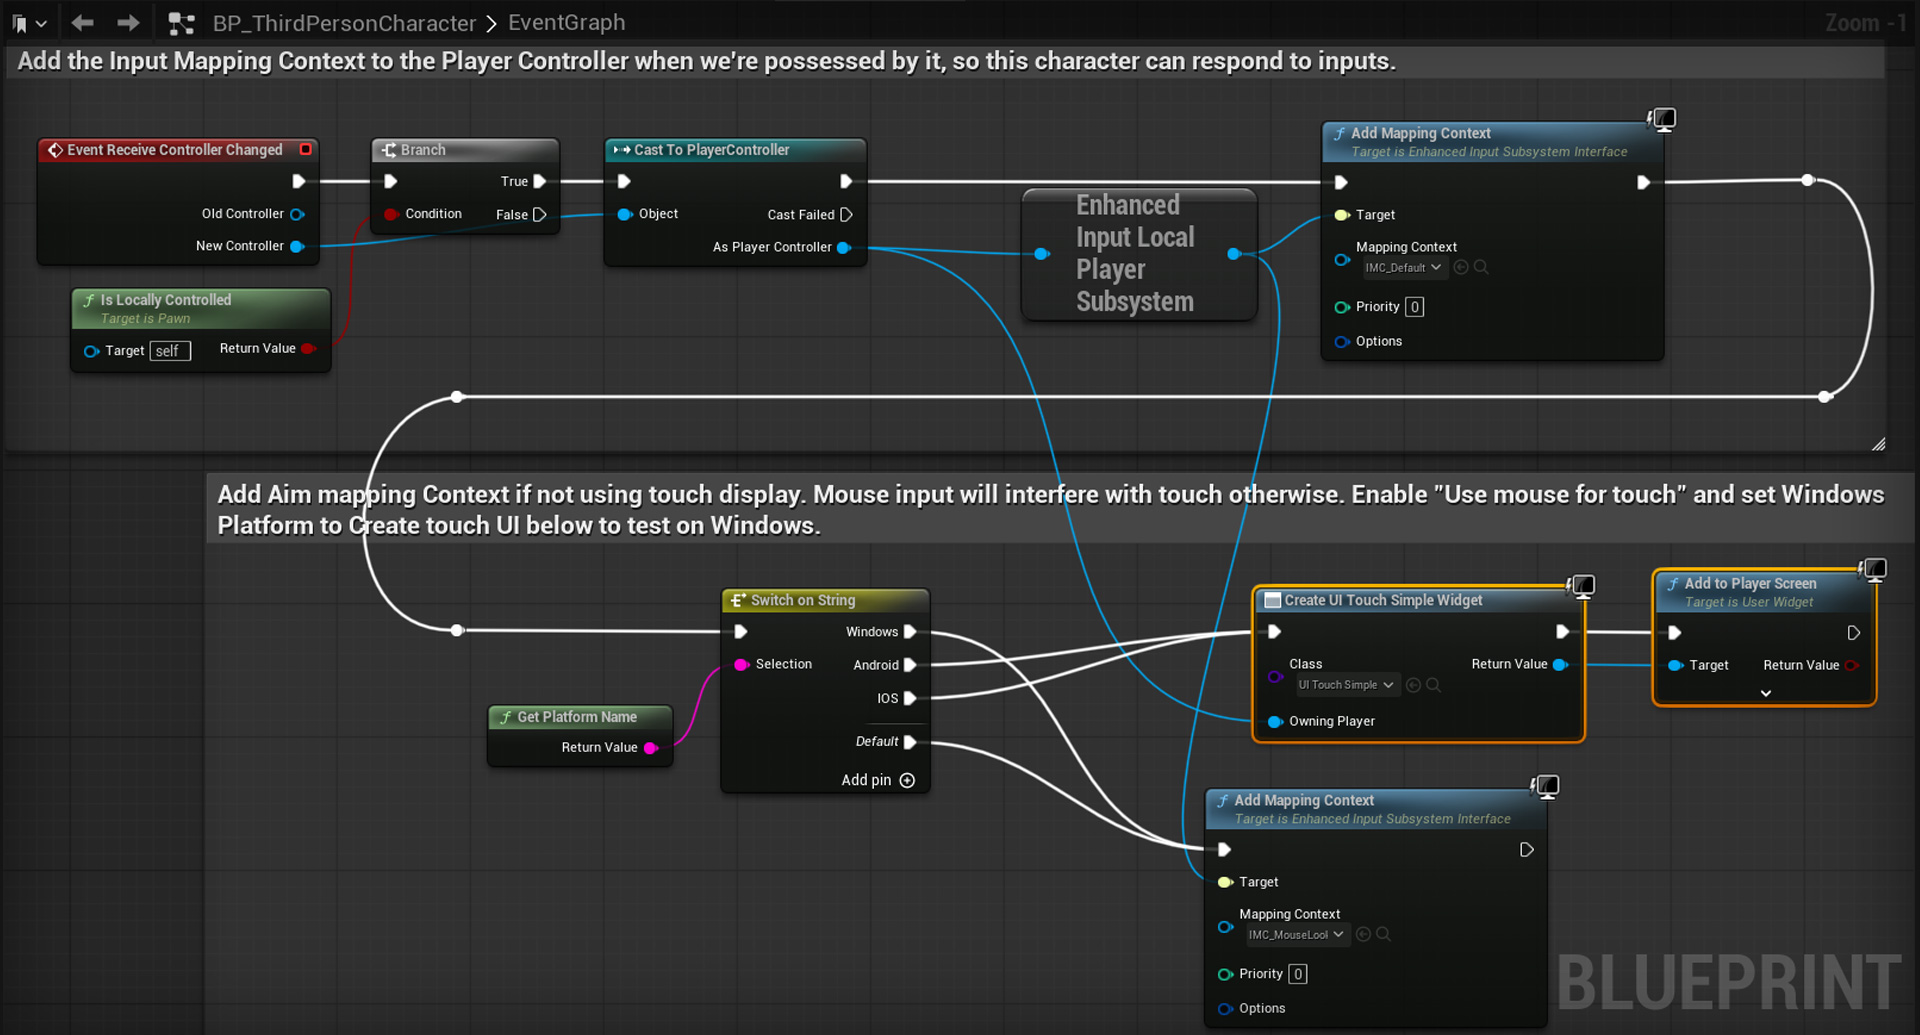 BP_ThirdPersonCharacter > EventGraph
Zoom -1
Add the Input Mapping Context to the Player Controller when we're possessed by it, so this character can respond to inputs.
Event Receive Controller Changed
Old Controller
New Controller
Branch
True
Condition
False
Cast To PlayerController
Object
Cast Failed
As Player Controller
Enhanced
Input Local
Player
Subsystem
Add Mapping Context
Target is Enhanced Input Subsystem Interface
Target
Mapping Context
IMC_Default
Priority 0
Options
Is Locally Controlled
Target is Pawn
Target self
Return Value
Add Aim mapping Context if not using touch display. Mouse input will interfere with touch otherwise. Enable "Use mouse for touch" and set Windows
Platform to Create touch UI below to test on Windows.
Switch on String
Windows
Selection
Android
IOS
Default
Add pin
Get Platform Name
Return Value
Create UI Touch Simple Widget
Class
UI Touch Simple
Return Value
Owning Player
Add to Player Screen
Target is User Widget
Target
Return Value
Add Mapping Context
Target is Enhanced Input Subsystem Interface
Target
Mapping Context
IMC_MouseLool
Priority 0
Options
BLUEPRINT